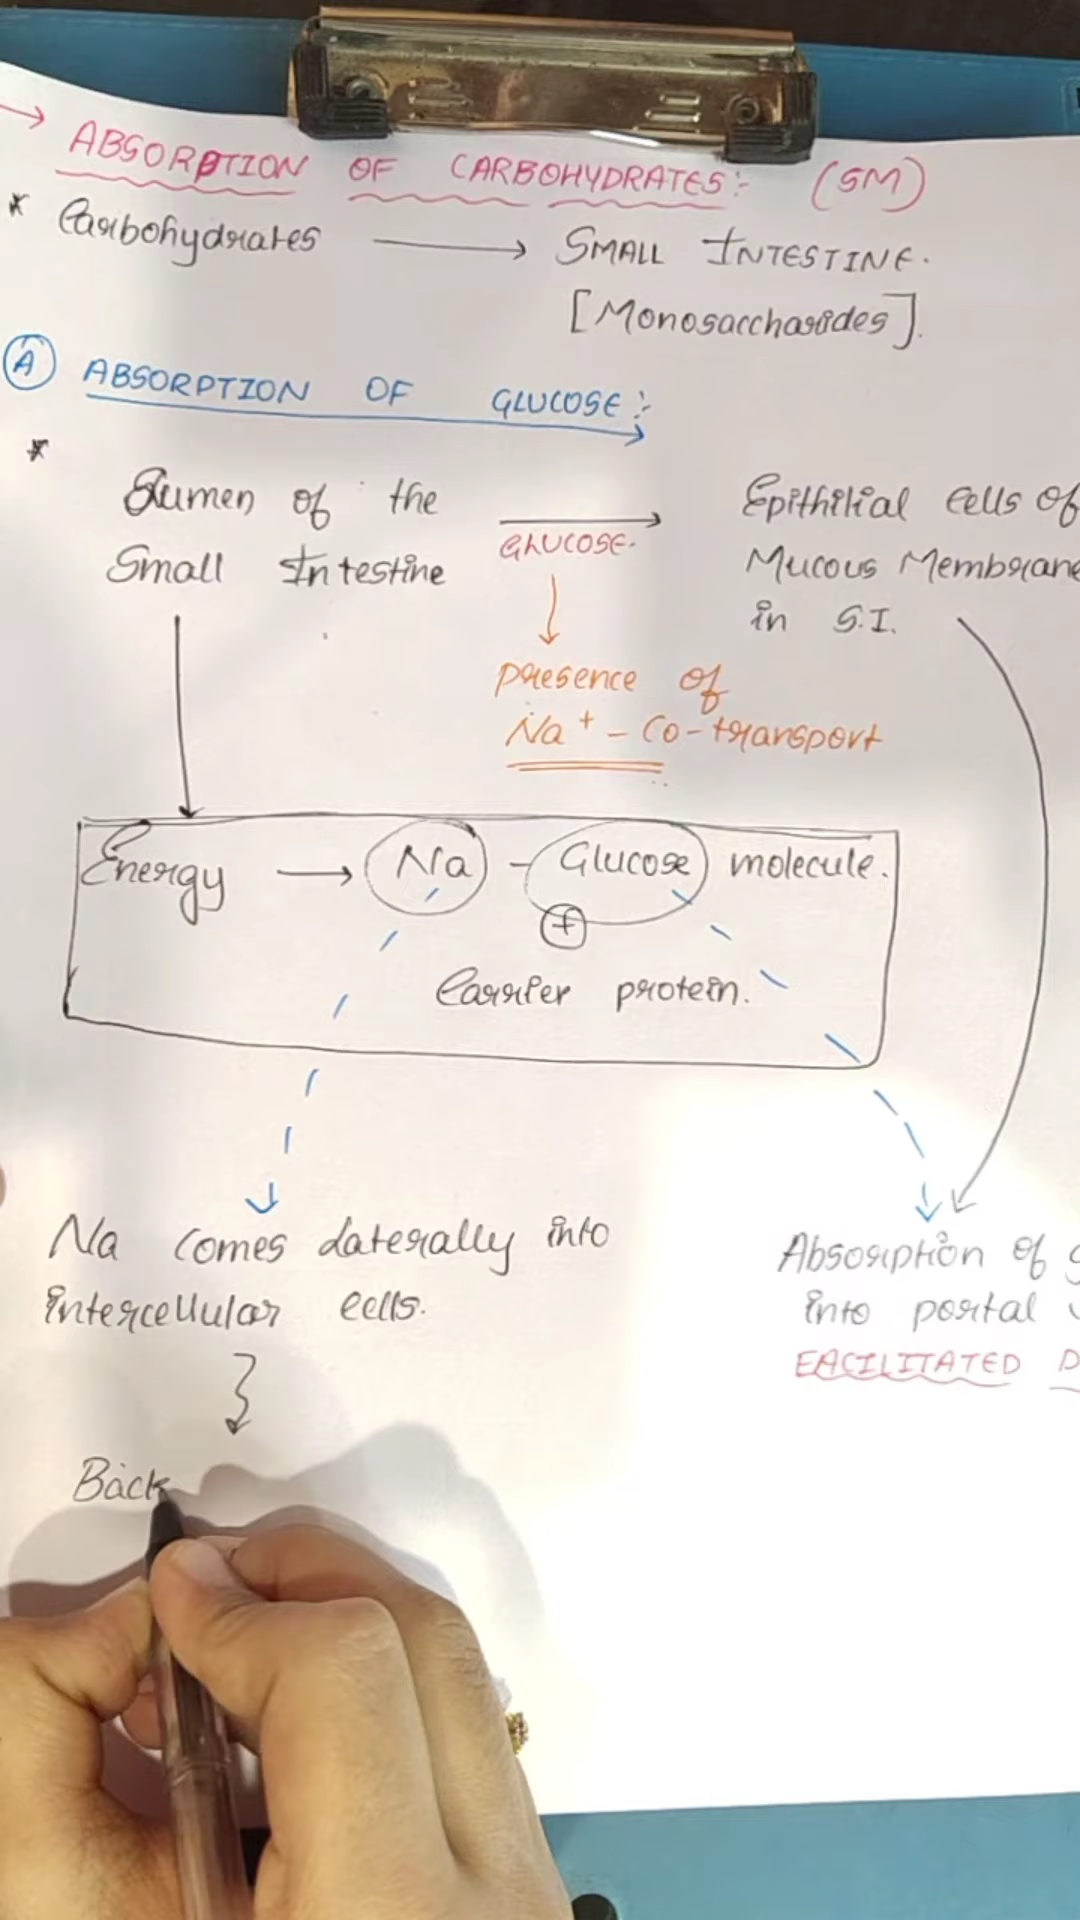 → ABSORPTION OF CARBOHYDRATES:- (5M)
* Carbohydrates → SMALL INTESTINE.
[Monosaccharides].
(A) ABSORPTION OF GLUCOSE:-
*
Lumen of the
Small Intestine
GLUCOSE.
Epithilial Cells of
Mucous Membrane
in S.I.
presence of
Na+ - Co-transport
Energy → Na - Glucose molecule.
+
Carrier protein.
Na comes laterally into
intercellular cells.
Back
Absorption of
into portal
FACILITATED D